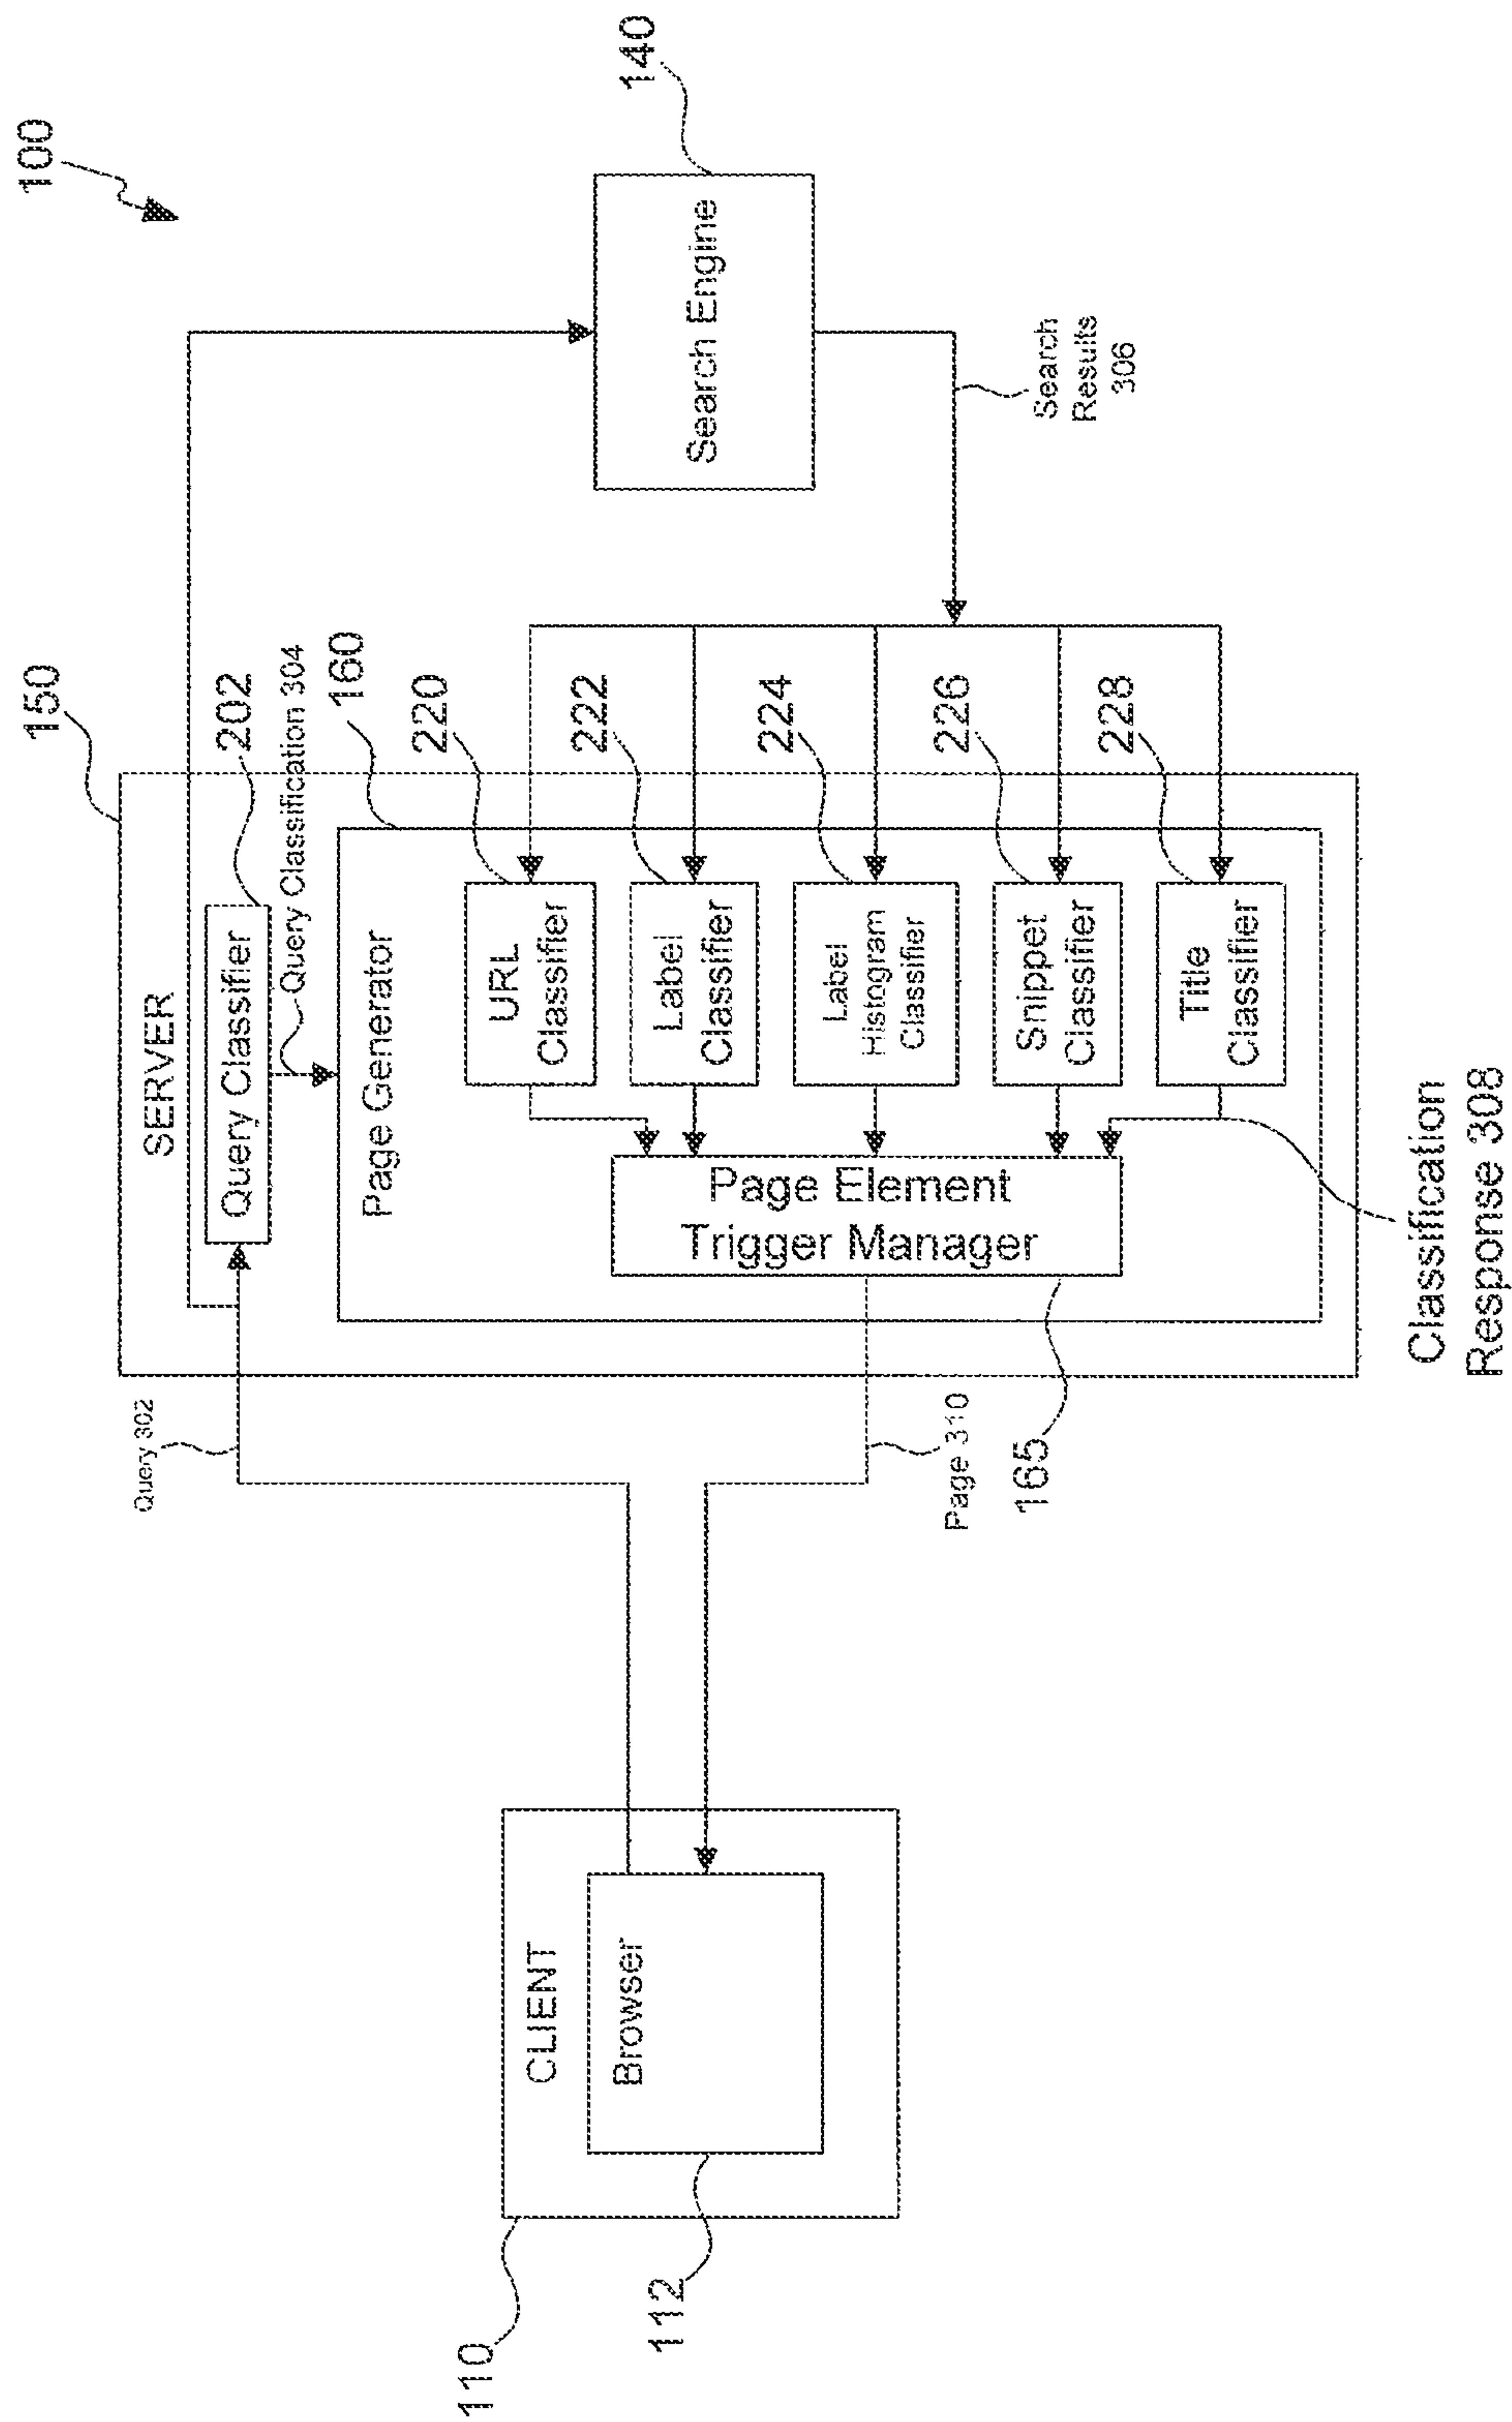 100
150
SERVER
202
Query Classifier
Query Classification 304
160
Page Generator
220
URL
Classifier
222
Label
Classifier
224
Label
Histogram
Classifier
226
Snippet
Classifier
228
Title
Classifier
Page Element
Trigger Manager
165
Classification
Response 308
140
Search Engine
Search
Results
306
Query 302
Page 310
CLIENT
Browser
110
112